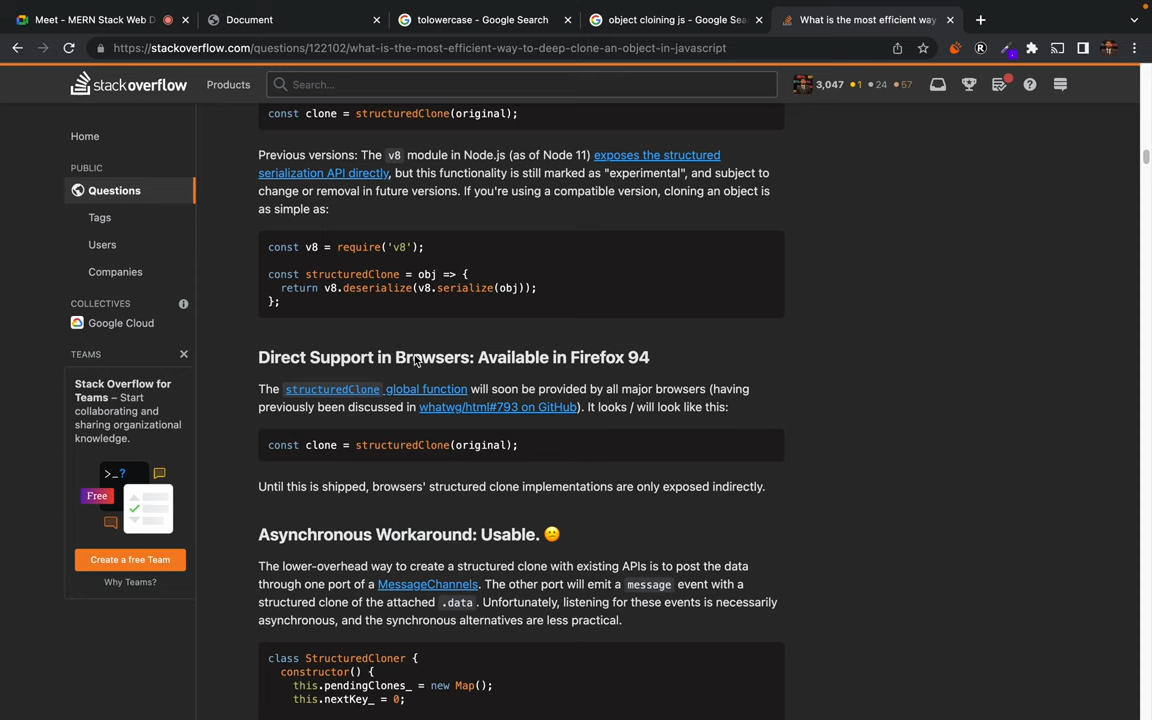 Meet - MERN Stack Web D
Document
tolowercase - Google Search
object cloining js - Google Sea
What is the most efficient way
https://stackoverflow.com/questions/122102/what-is-the-most-efficient-way-to-deep-clone-an-object-in-javascript
stackoverflow
Products
Search...
3,047 1 24 57
const clone = structuredClone(original);
Home
PUBLIC
Questions
Tags
Users
Companies
COLLECTIVES
Google Cloud
TEAMS
Stack Overflow for
Teams – Start
collaborating and
sharing organizational
knowledge.
>_?
Free
Create a free Team
Why Teams?
Previous versions: The v8 module in Node.js (as of Node 11) exposes the structured
serialization API directly, but this functionality is still marked as "experimental", and subject to
change or removal in future versions. If you're using a compatible version, cloning an object is
as simple as:
const v8 = require('v8');
const structuredClone = obj => {
return v8.deserialize(v8.serialize(obj));
};
Direct Support in Browsers: Available in Firefox 94
The structuredClone global function will soon be provided by all major browsers (having
previously been discussed in whatwg/html#793 on GitHub). It looks / will look like this:
const clone = structuredClone(original);
Until this is shipped, browsers' structured clone implementations are only exposed indirectly.
Asynchronous Workaround: Usable. 😕
The lower-overhead way to create a structured clone with existing APIs is to post the data
through one port of a MessageChannels. The other port will emit a message event with a
structured clone of the attached .data. Unfortunately, listening for these events is necessarily
asynchronous, and the synchronous alternatives are less practical.
class StructuredCloner {
constructor() {
this.pendingClones_ = new Map();
this.nextKey_ = 0;